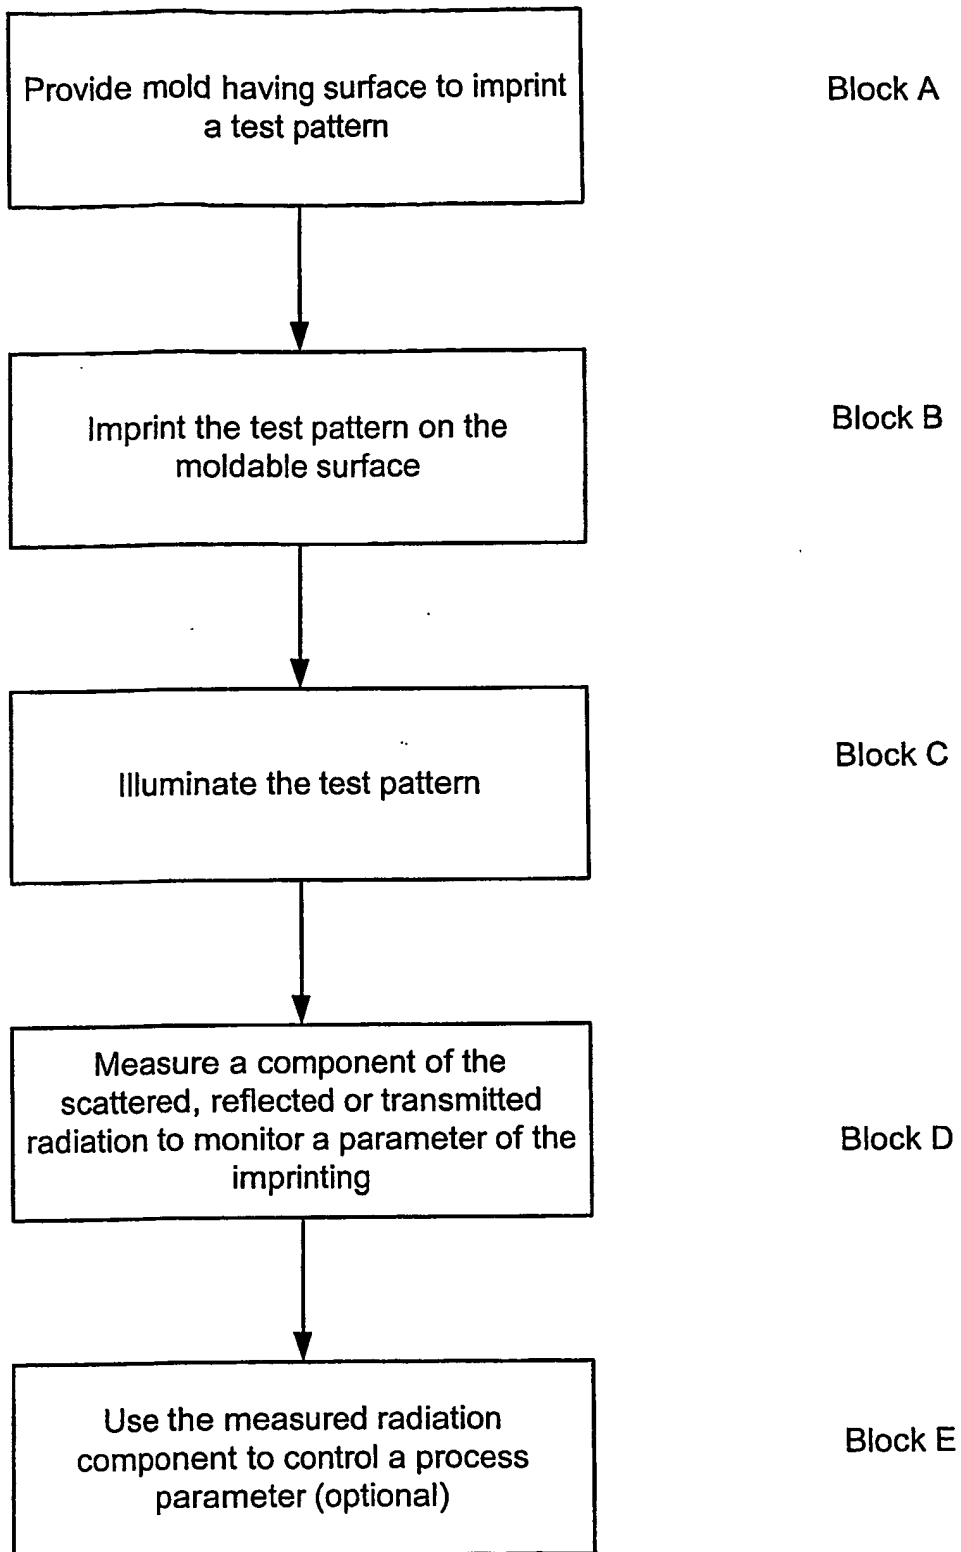 Provide mold having surface to imprint
a test pattern
Block A
Imprint the test pattern on the
moldable surface
Block B
Illuminate the test pattern
Block C
Measure a component of the
scattered, reflected or transmitted
radiation to monitor a parameter of the
imprinting
Block D
Use the measured radiation
component to control a process
parameter (optional)
Block E